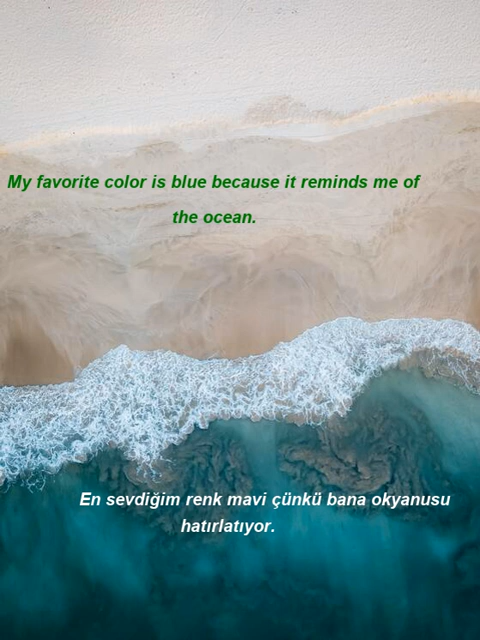 My favorite color is blue because it reminds me of
the ocean.
En sevdiğim renk mavi çünkü bana okyanusu
hatırlatıyor.